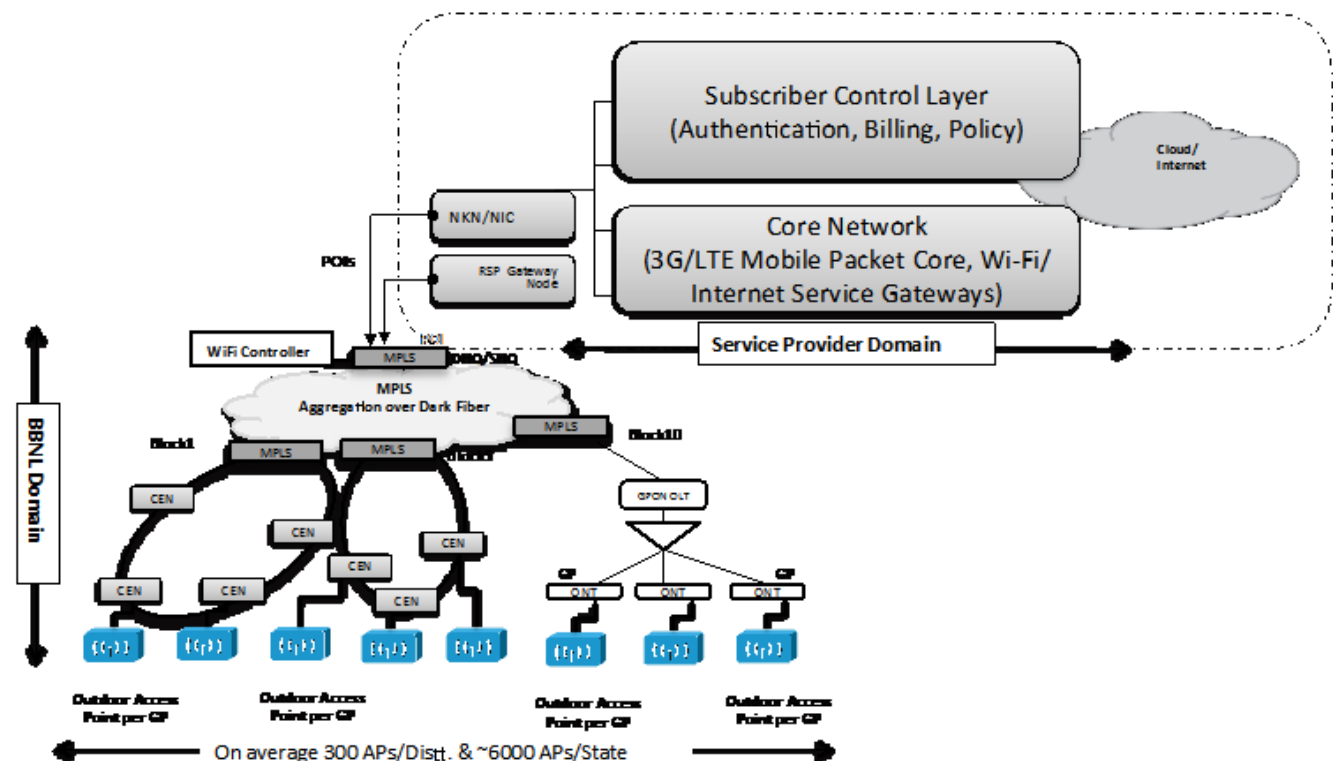 Subscriber Control Layer
(Authentication, Billing, Policy)
Cloud/
Internet
NKN/NIC
Core Network
(3G/LTE Mobile Packet Core, Wi-Fi/
Internet Service Gateways)
POIs
RSP Gateway
Node
WiFi Controller
MPLS
DHQ/SHQ
Service Provider Domain
MPLS
Aggregation over Dark Fiber
BBNL Domain
MPLS
Block10
Block1
MPLS
MPLS
CEN
GPON OLT
CEN
CEN
CEN
CEN
CEN
CEN
GP
GP
ONT
ONT
ONT
Outdoor Access
Point per GP
Outdoor Access
Point per GP
Outdoor Access
Point per GP
Outdoor Access
Point per GP
On average 300 APs/Distt. & ~6000 APs/State